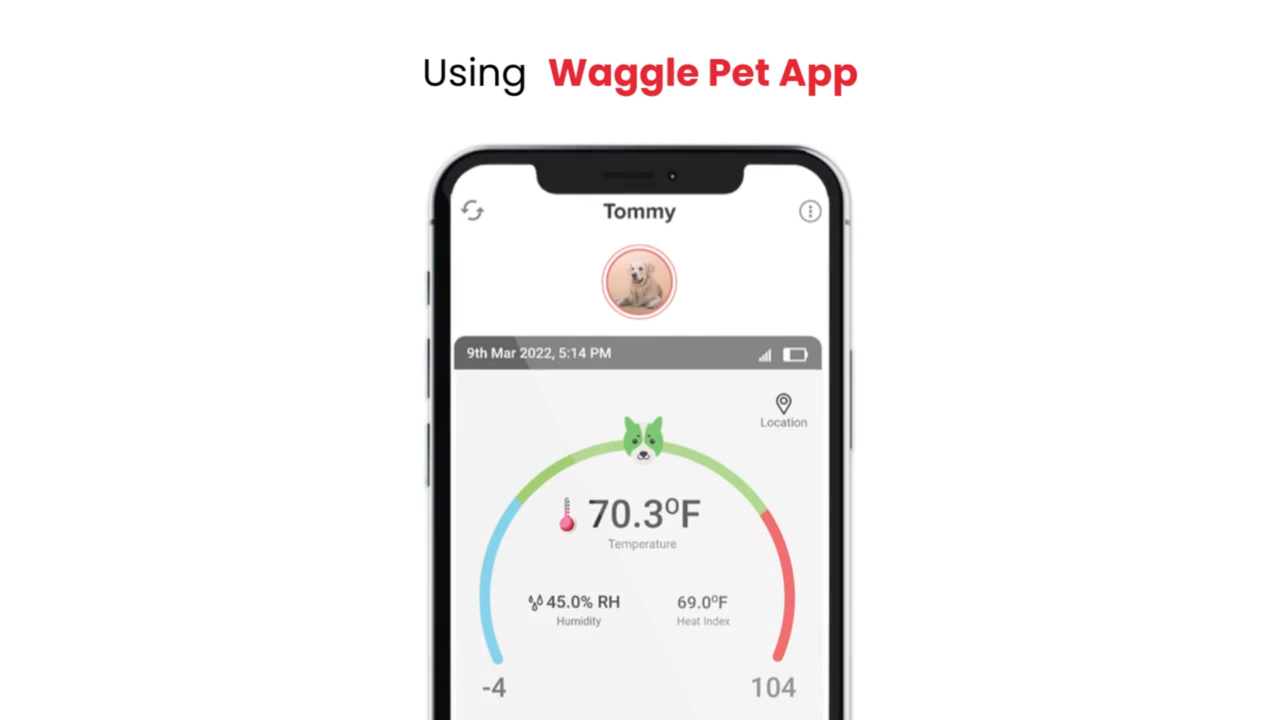 Using Waggle Pet App
Tommy
9th Mar 2022, 5:14 PM
Location
70.3ºF
Temperature
45.0% RH
69.0ºF
Humidity
Heat Index
-4
104